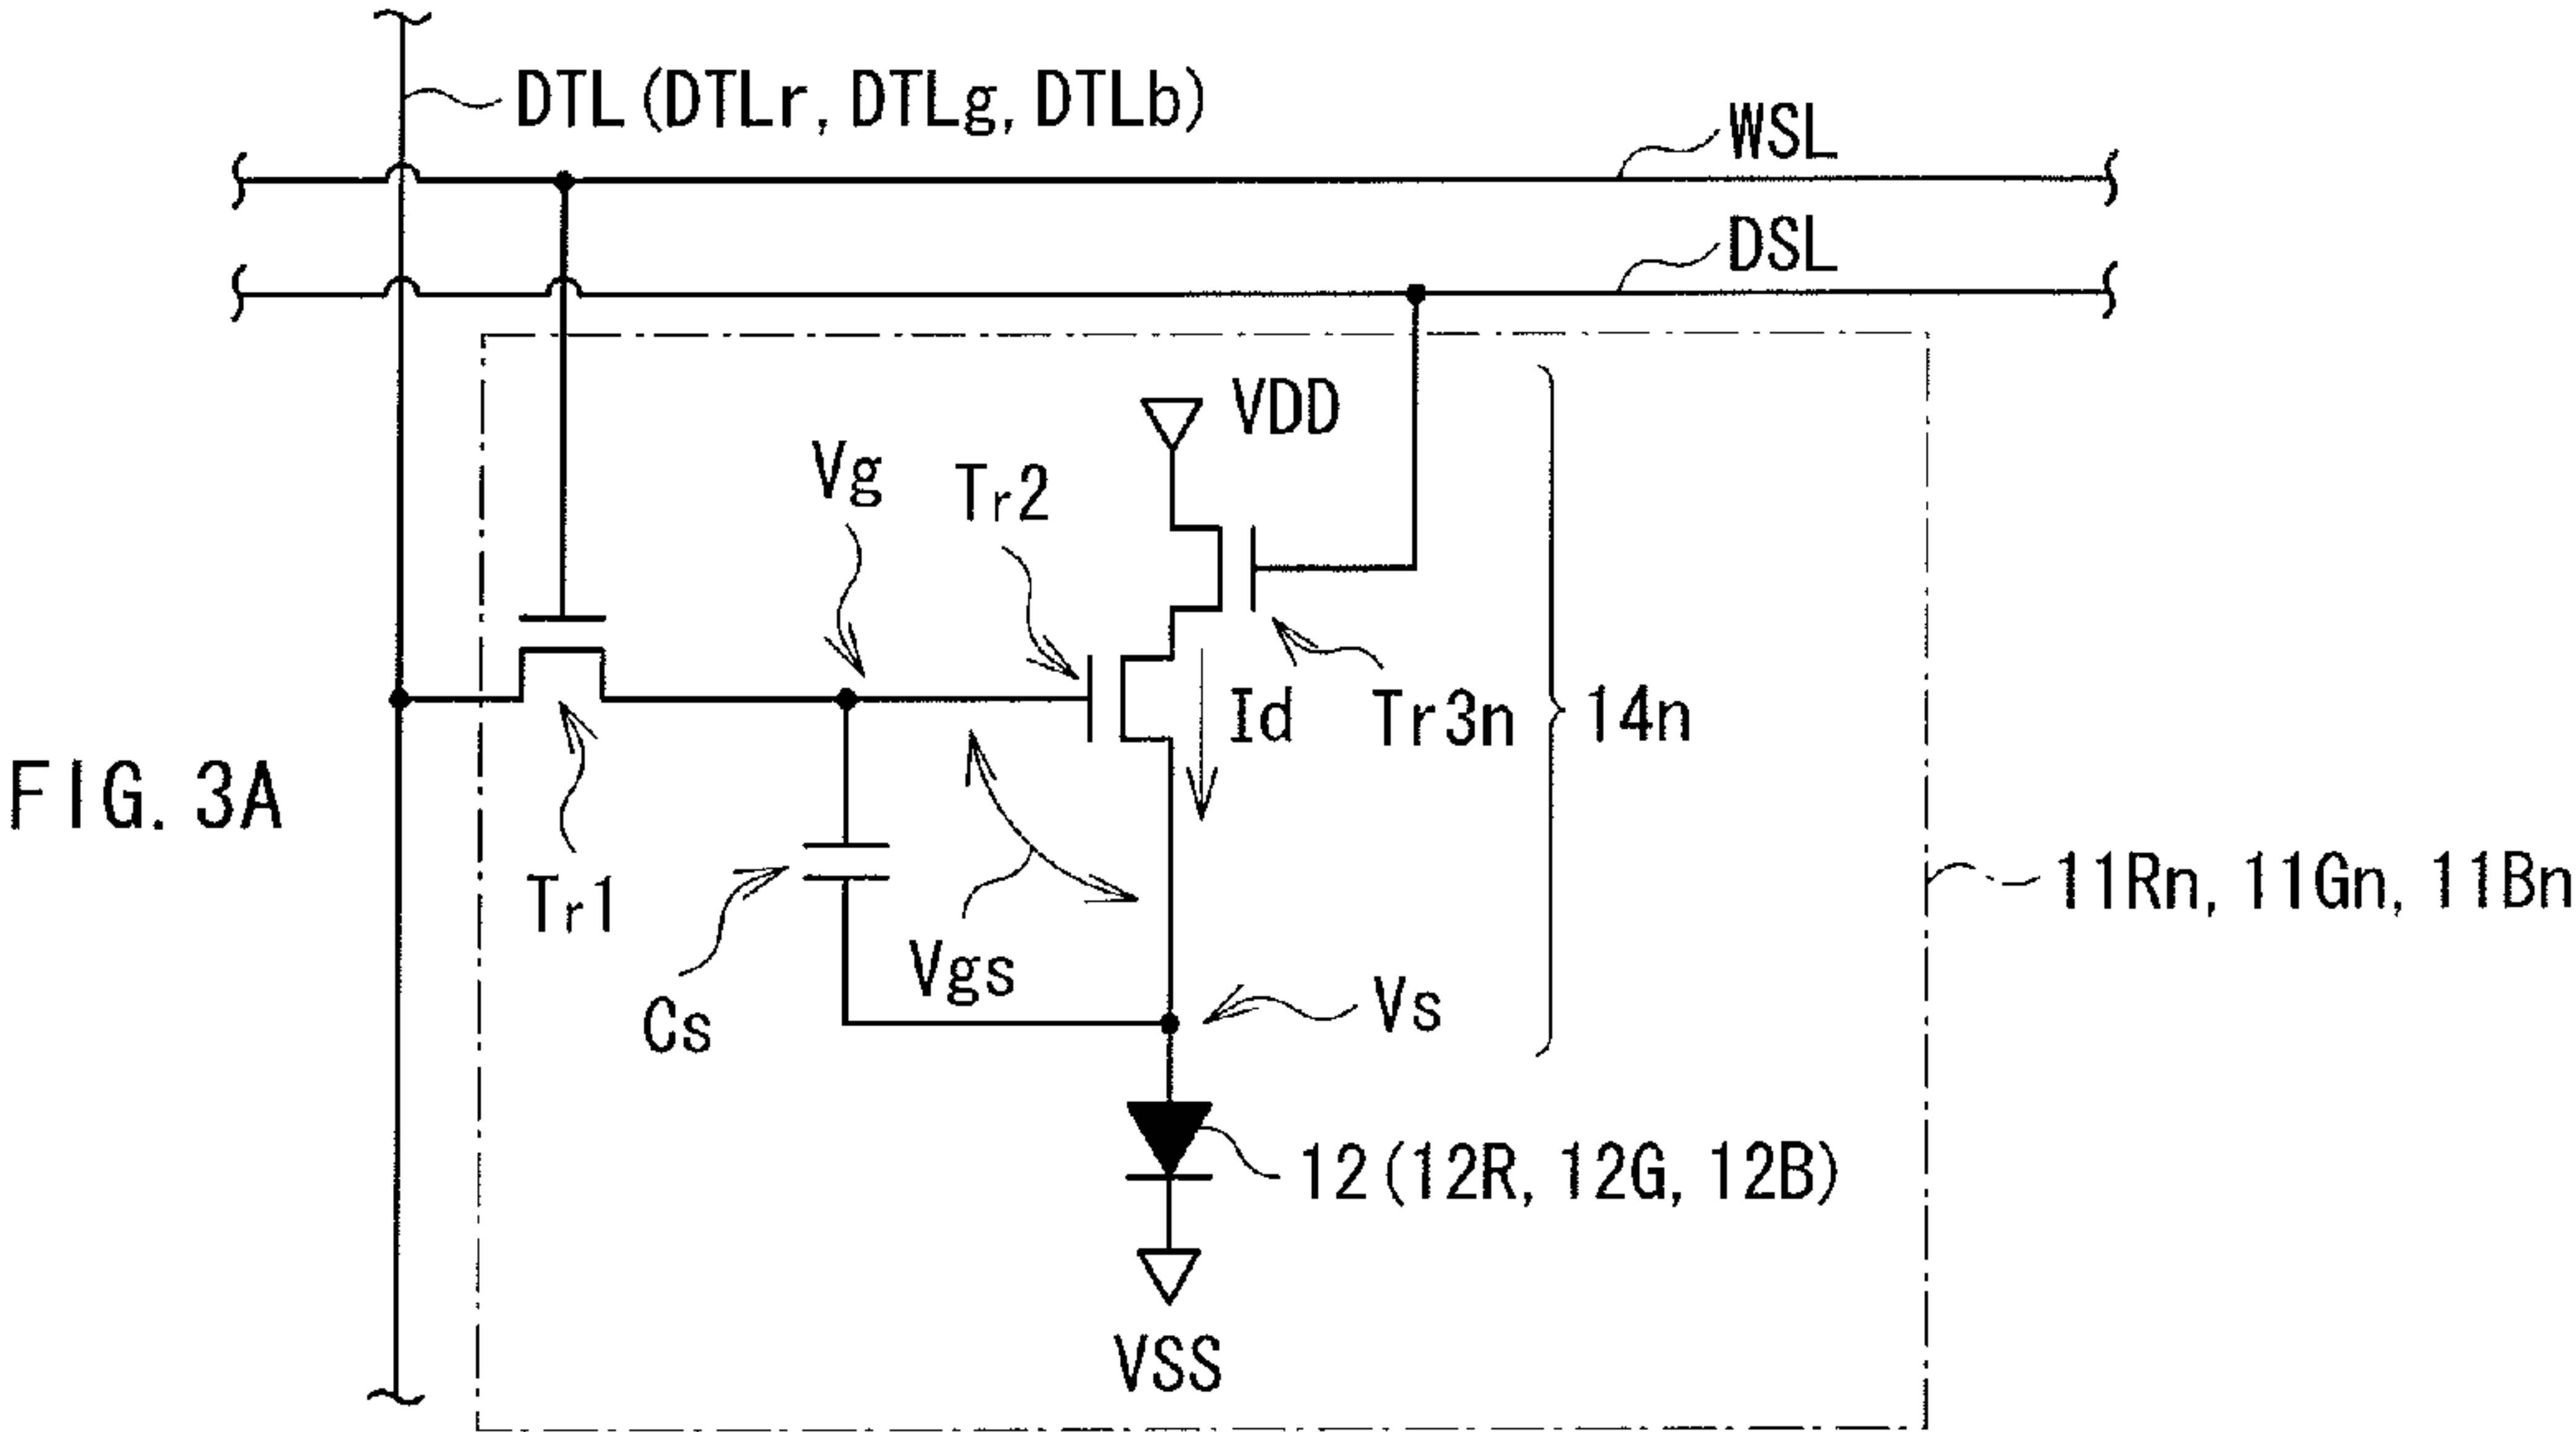 DTL(DTLr, DTLg, DTLb)
WSL
DSL
VDD
Vg
Tr2
Id
Tr3n
14n
FIG. 3A
Tr1
11Rn, 11Gn, 11Bn
Vgs
Cs
Vs
12(12R, 12G, 12B)
VSS